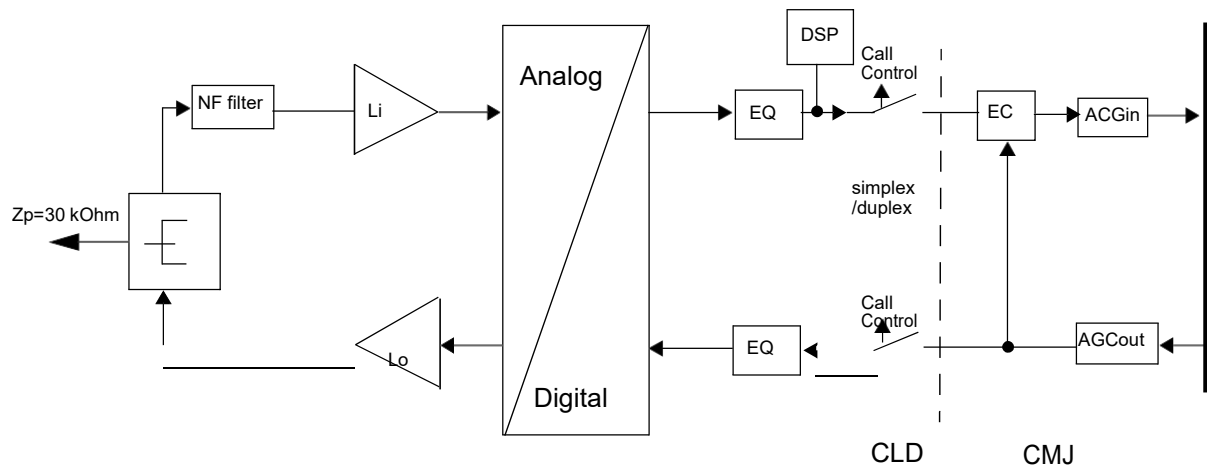 DSP
Call
Control
Analog
NF filter
Li
EQ
EC
ACGin
simplex
/duplex
Zp=30 kOhm
Call
Control
Lo
EQ
AGCout
Digital
CLD
CMJ